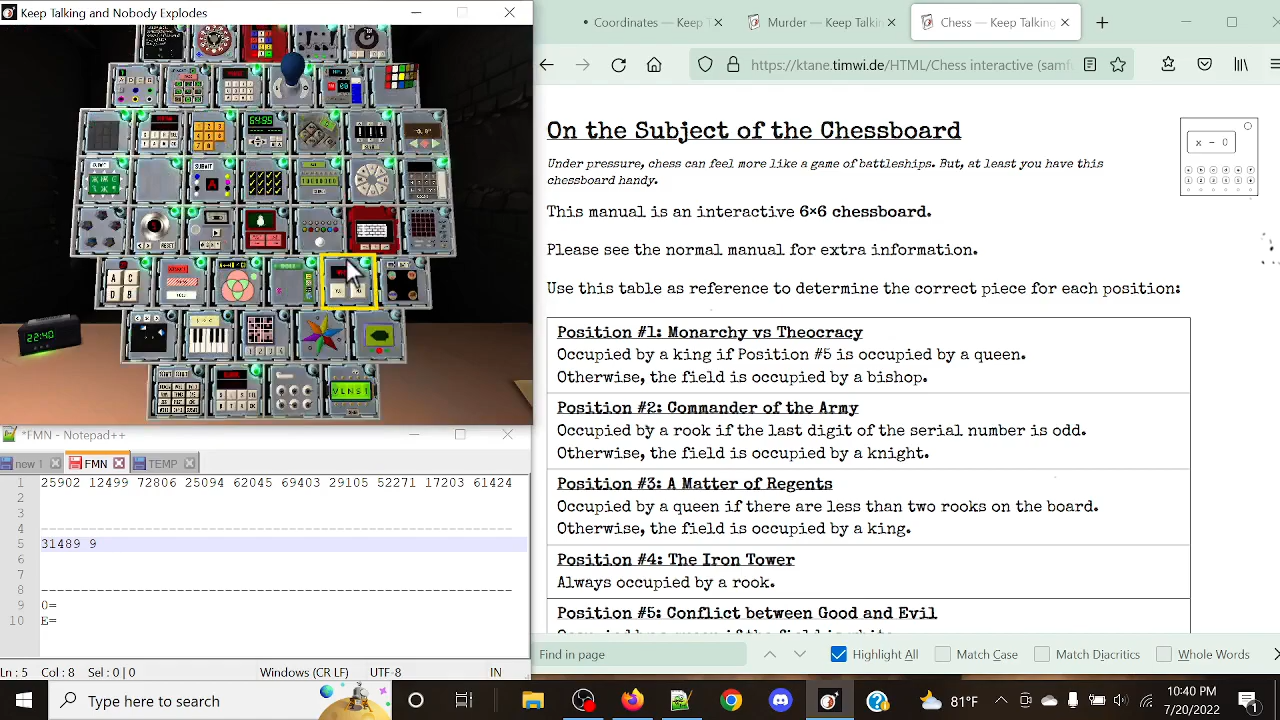 Keep Talking and Nobody Explodes
Coordinates — Keep T
Murder — Keep Talking
Chess — Keep Talking
https://ktane.timwi.de/HTML/Chess interactive (samf
On the Subject of the Chessboard
Under pressure, chess can feel more like a game of battleships. But, at least you have this
chessboard handy.
This manual is an interactive 6×6 chessboard.
Please see the normal manual for extra information.
Use this table as reference to determine the correct piece for each position:
Position #1: Monarchy vs Theocracy
Occupied by a king if Position #5 is occupied by a queen.
Otherwise, the field is occupied by a bishop.
Position #2: Commander of the Army
Occupied by a rook if the last digit of the serial number is odd.
Otherwise, the field is occupied by a knight.
Position #3: A Matter of Regents
Occupied by a queen if there are less than two rooks on the board.
Otherwise, the field is occupied by a king.
Position #4: The Iron Tower
Always occupied by a rook.
Position #5: Conflict between Good and Evil
x - 0
22:40
64:95
SUBMIT
A
RESET
A C
B B
VLNST
*FMN - Notepad++
new 1
FMN
TEMP
1 25902 12499 72806 25094 62045 69403 29105 52271 17203 61424
2
3
4 ----------------------------------------------------
5 31489 9
6
7
8 ----------------------------------------------------
9 O=
10 E=
Ln : 5 Col : 8 Sel : 0 | 0 Windows (CR LF) UTF-8 IN
Find in page
Highlight All
Match Case
Match Diacritics
Whole Words
Type here to search
81°F
10:40 PM
7/20/2022